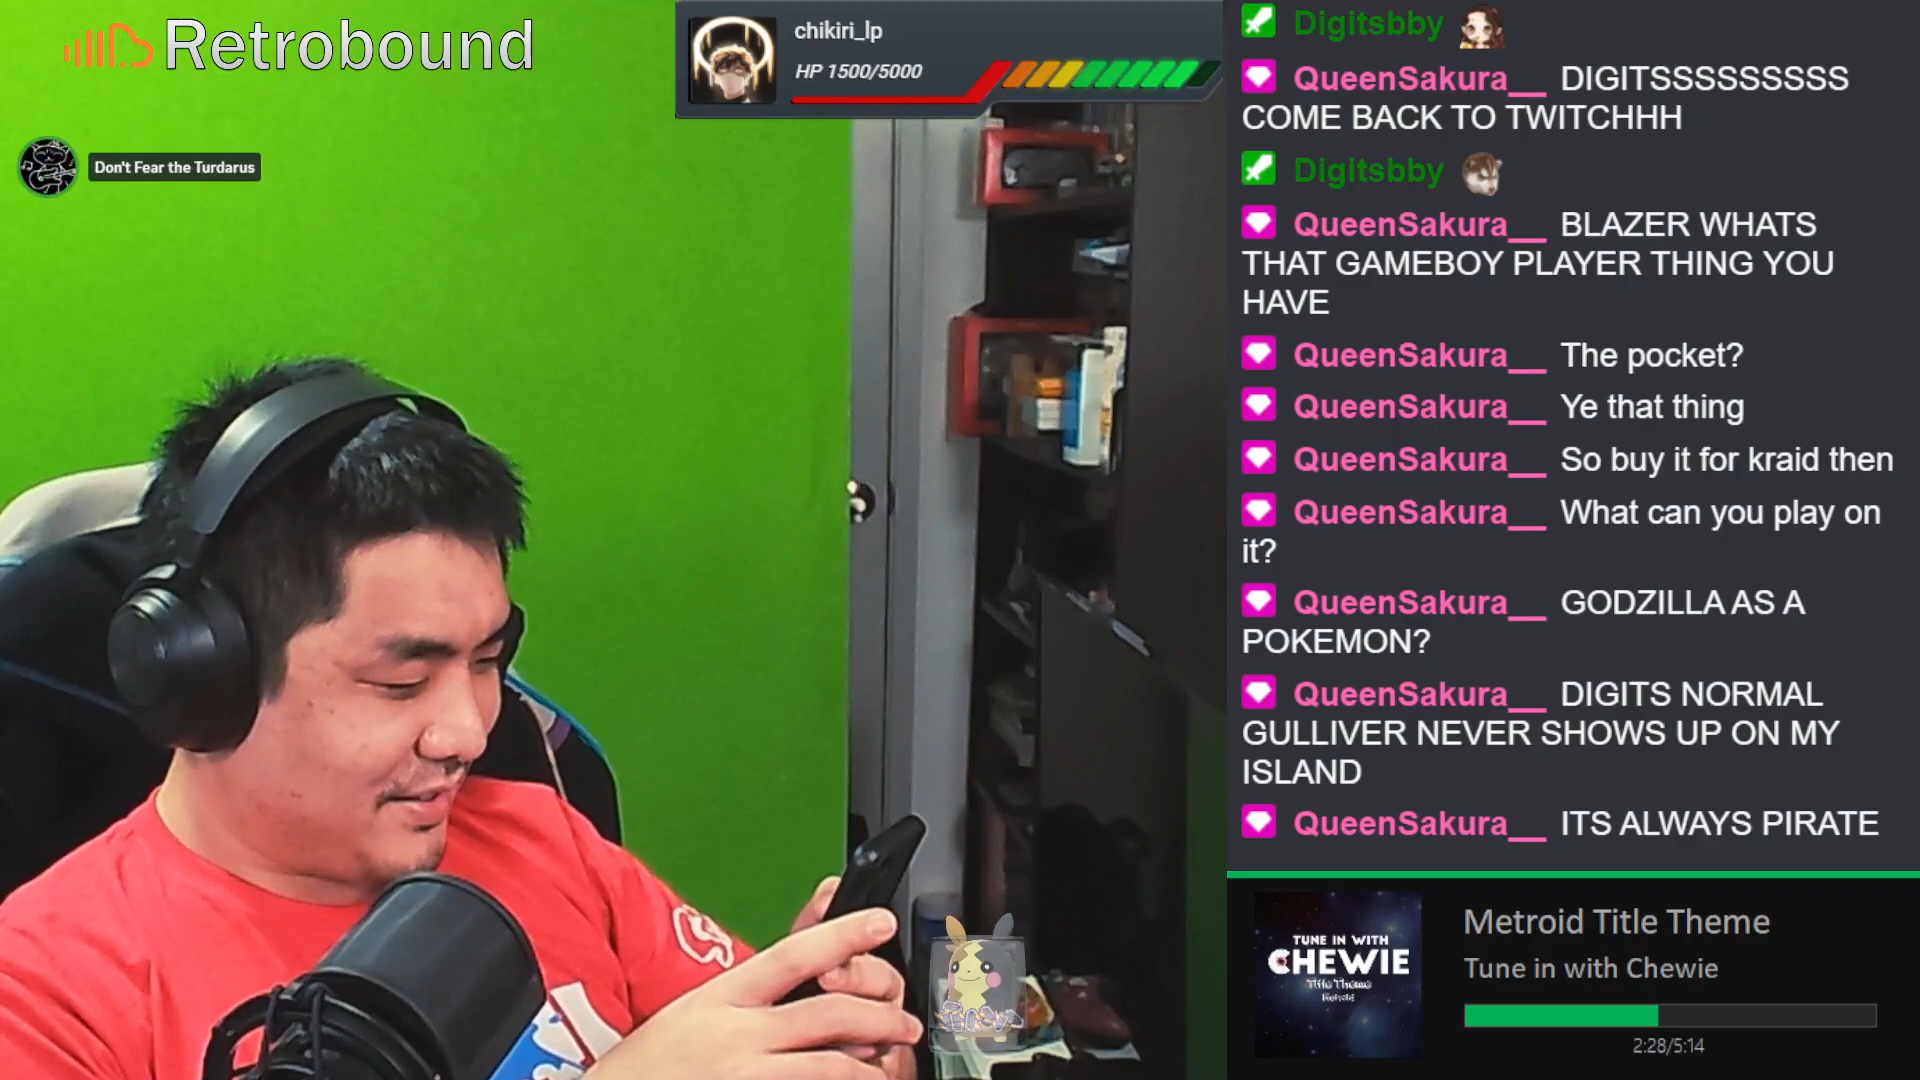 Retrobound
chikiri_lp
HP 1500/5000
Don't Fear the Turdarus
Digitsbby
QueenSakura__ DIGITSSSSSSSSS
COME BACK TO TWITCHHH
Digitsbby
QueenSakura__ BLAZER WHATS
THAT GAMEBOY PLAYER THING YOU
HAVE
QueenSakura__ The pocket?
QueenSakura__ Ye that thing
QueenSakura__ So buy it for kraid then
QueenSakura__ What can you play on
it?
QueenSakura__ GODZILLA AS A
POKEMON?
QueenSakura__ DIGITS NORMAL
GULLIVER NEVER SHOWS UP ON MY
ISLAND
QueenSakura__ ITS ALWAYS PIRATE
TUNE IN WITH
CHEWIE
Title Theme
Metroid
Metroid Title Theme
Tune in with Chewie
2:28/5:14